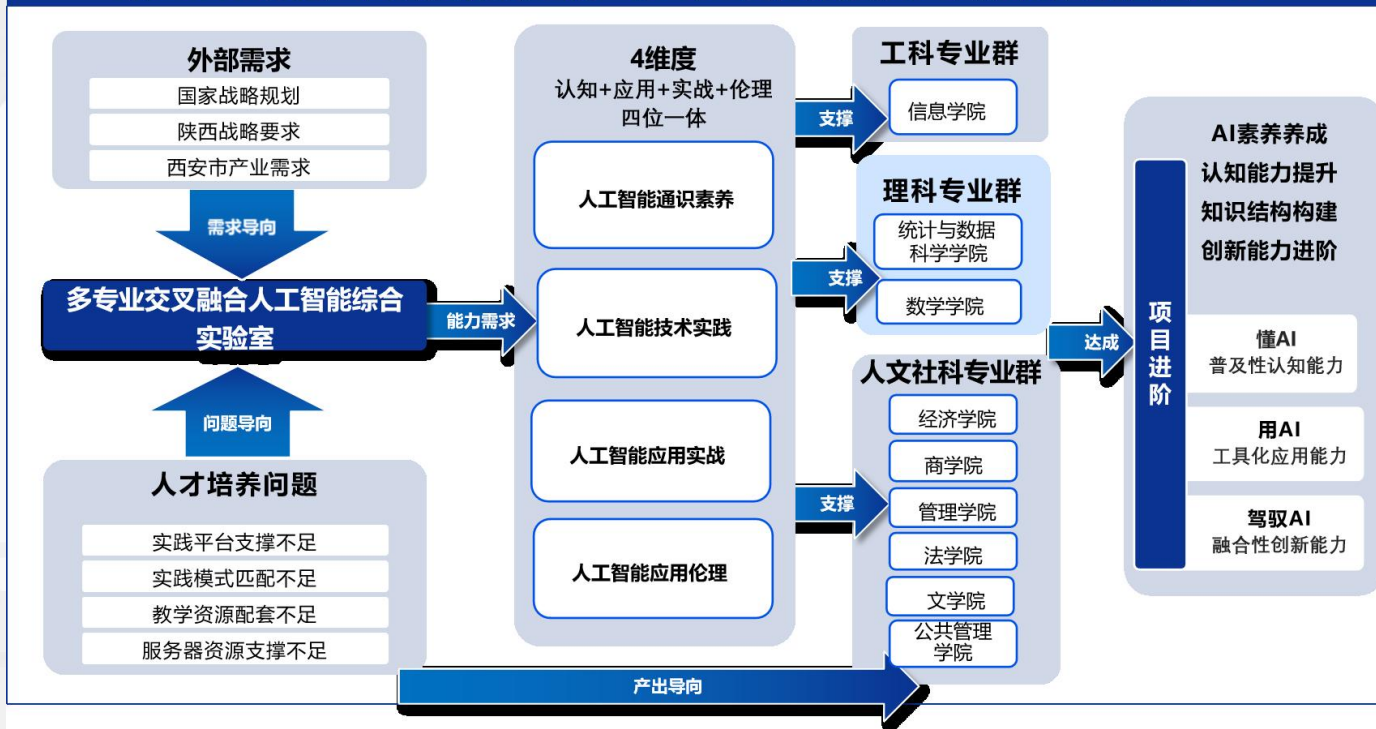 外部需求
国家战略规划
陕西战略要求
西安市产业需求
需求导向
多专业交叉融合人工智能综合
实验室
问题导向
人才培养问题
实践平台支撑不足
实践模式匹配不足
教学资源配套不足
服务器资源支撑不足
能力需求
4维度
认知+应用+实战+伦理
四位一体
人工智能通识素养
人工智能技术实践
人工智能应用实战
人工智能应用伦理
支撑
支撑
支撑
产出导向
工科专业群
信息学院
理科专业群
统计与数据
科学学院
数学学院
人文社科专业群
经济学院
商学院
管理学院
法学院
文学院
公共管理
学院
达成
AI素养养成
认知能力提升
知识结构构建
创新能力进阶
项目进阶
懂AI
普及性认知能力
用AI
工具化应用能力
驾驭AI
融合性创新能力